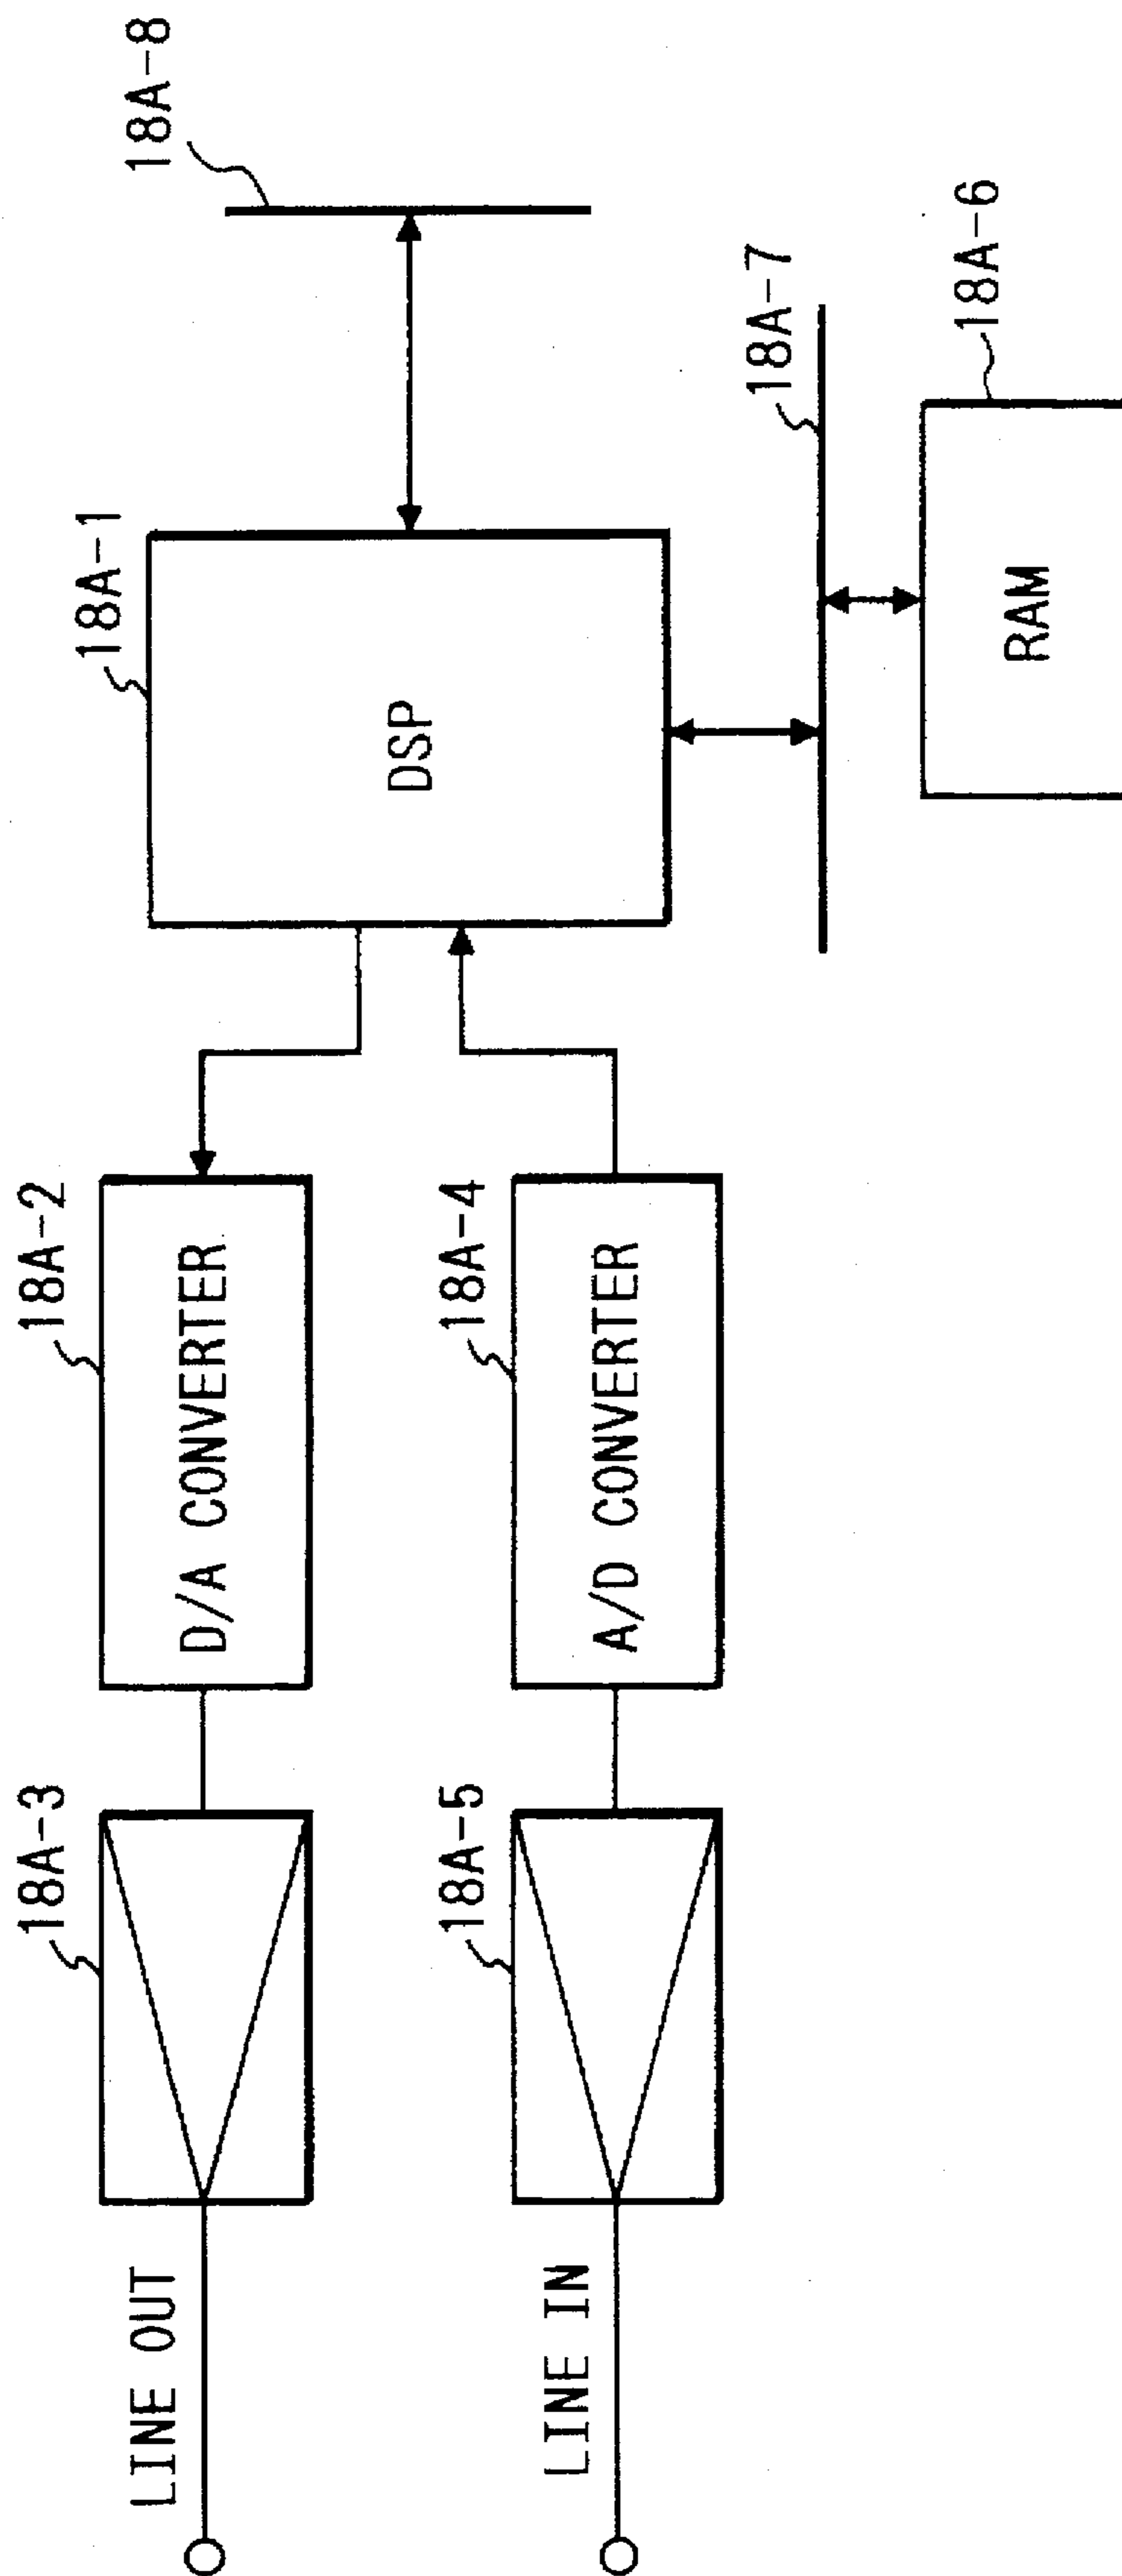 18A-3
18A-2
18A-1
18A-8
LINE OUT
D/A CONVERTER
DSP
18A-5
18A-4
LINE IN
A/D CONVERTER
18A-7
18A-6
RAM